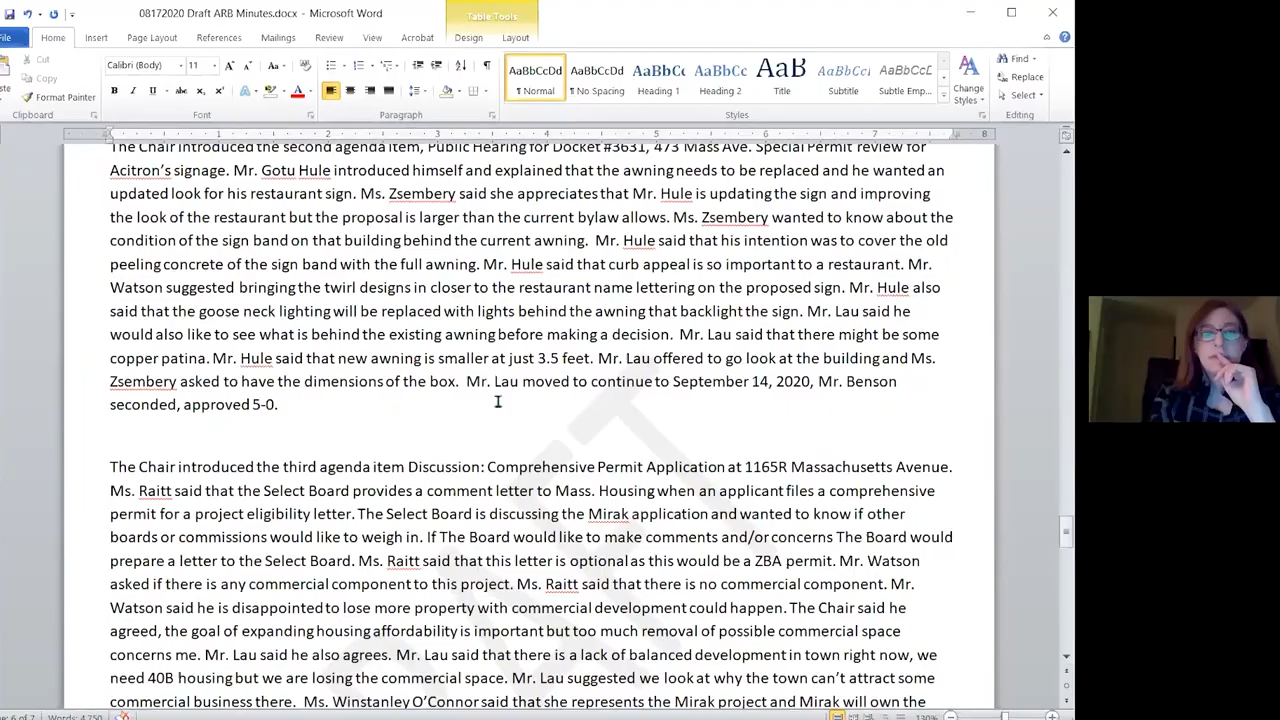 08172020 Draft ARB Minutes.docx - Microsoft Word
Table Tools
File Home Insert Page Layout References Mailings Review View Acrobat Design Layout
Cut
Copy
Format Painter
Clipboard
Calibri (Body) 11
Font
Paragraph
AaBbCcDd AaBbCcDd AaBbCc AaBbCc AaB AaBbCcI AaBbCcDc
¶ Normal ¶ No Spacing Heading 1 Heading 2 Title Subtitle Subtle Emp...
Styles
Change
Styles
Find
Replace
Select
Editing
The Chair introduced the second agenda item, Public Hearing for Docket #3631, 473 Mass Ave. Special Permit review for
Acitron’s signage. Mr. Gotu Hule introduced himself and explained that the awning needs to be replaced and he wanted an
updated look for his restaurant sign. Ms. Zsembery said she appreciates that Mr. Hule is updating the sign and improving
the look of the restaurant but the proposal is larger than the current bylaw allows. Ms. Zsembery wanted to know about the
condition of the sign band on that building behind the current awning. Mr. Hule said that his intention was to cover the old
peeling concrete of the sign band with the full awning. Mr. Hule said that curb appeal is so important to a restaurant. Mr.
Watson suggested bringing the twirl designs in closer to the restaurant name lettering on the proposed sign. Mr. Hule also
said that the goose neck lighting will be replaced with lights behind the awning that backlight the sign. Mr. Lau said he
would also like to see what is behind the existing awning before making a decision. Mr. Lau said that there might be some
copper patina. Mr. Hule said that new awning is smaller at just 3.5 feet. Mr. Lau offered to go look at the building and Ms.
Zsembery asked to have the dimensions of the box. Mr. Lau moved to continue to September 14, 2020, Mr. Benson
seconded, approved 5-0.
The Chair introduced the third agenda item Discussion: Comprehensive Permit Application at 1165R Massachusetts Avenue.
Ms. Raitt said that the Select Board provides a comment letter to Mass. Housing when an applicant files a comprehensive
permit for a project eligibility letter. The Select Board is discussing the Mirak application and wanted to know if other
boards or commissions would like to weigh in. If The Board would like to make comments and/or concerns The Board would
prepare a letter to the Select Board. Ms. Raitt said that this letter is optional as this would be a ZBA permit. Mr. Watson
asked if there is any commercial component to this project. Ms. Raitt said that there is no commercial component. Mr.
Watson said he is disappointed to lose more property with commercial development could happen. The Chair said he
agreed, the goal of expanding housing affordability is important but too much removal of possible commercial space
concerns me. Mr. Lau said he also agrees. Mr. Lau said that there is a lack of balanced development in town right now, we
need 40B housing but we are losing the commercial space. Mr. Lau suggested we look at why the town can’t attract some
commercial business there. Ms. Winstanley O’Connor said that she represents the Mirak project and Mirak will own the
6 of 7 Words: 4,750 130%